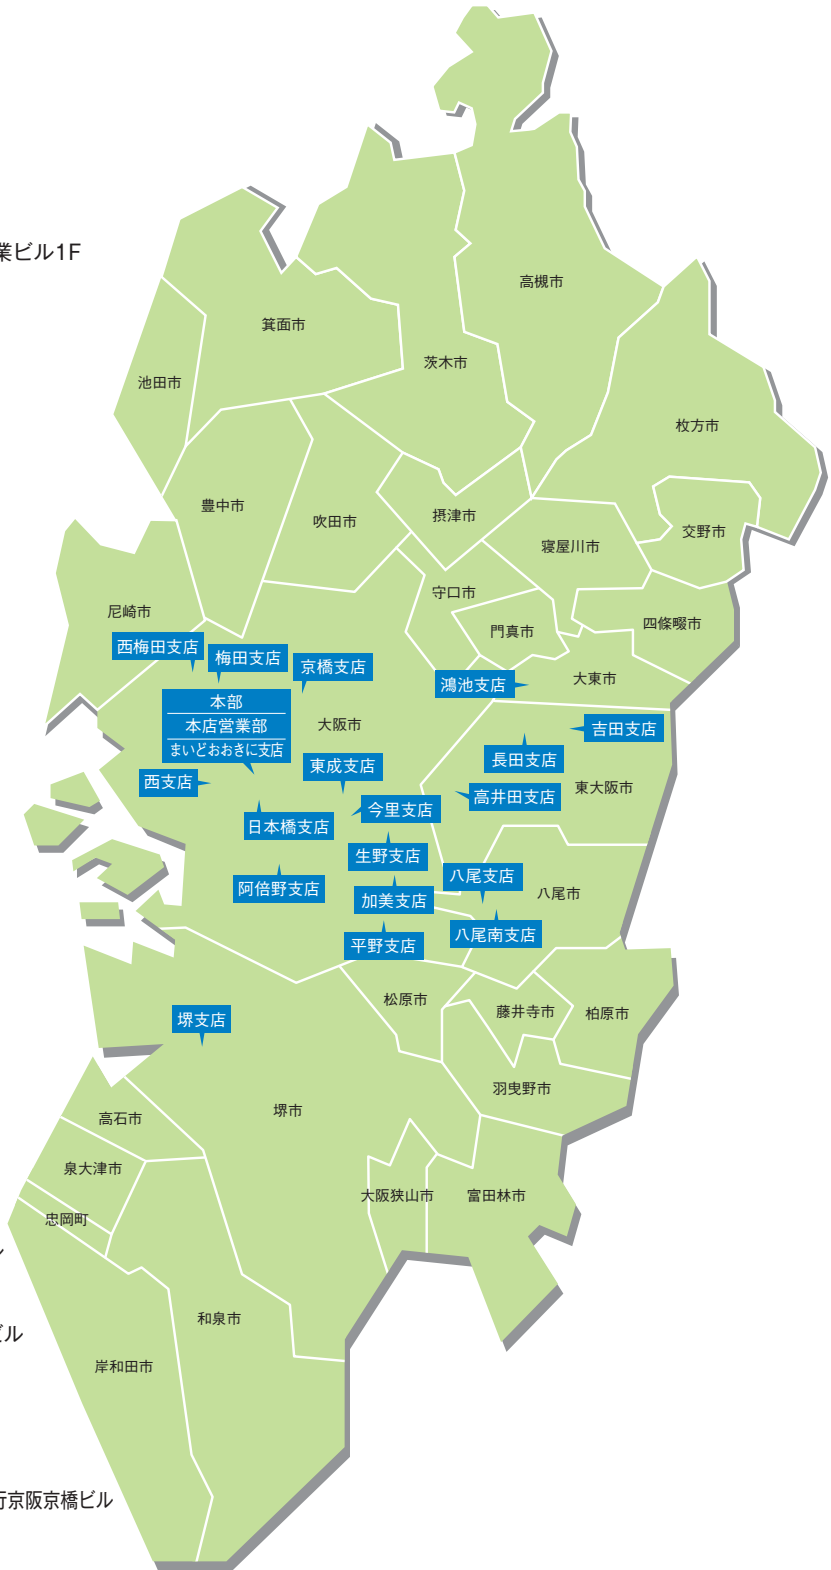 業ビル1F
高槻市
箕面市
茨木市
池田市
枚方市
豊中市
吹田市
摂津市
交野市
寝屋川市
守口市
尼崎市
門真市
四條畷市
西梅田支店
梅田支店
京橋支店
鴻池支店
大東市
本部
本店営業部
まいどおおきに支店
大阪市
吉田支店
長田支店
東成支店
西支店
東大阪市
高井田支店
今里支店
日本橋支店
生野支店
八尾支店
阿倍野支店
加美支店
八尾市
平野支店
八尾南支店
松原市
藤井寺市
柏原市
堺支店
羽曳野市
堺市
高石市
泉大津市
大阪狭山市
富田林市
忠岡町
ル
和泉市
ビル
岸和田市
行京阪京橋ビル